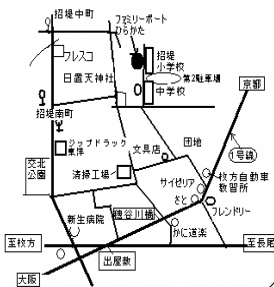 招堤中町
ファミリーポート
ひらかた
フレスコ
日置天神社
招堤
小学校
第2駐車場
中学校
京都
招堤南町
ジップドラッグ
東洋
文具店
団地
1号線
交北
公園
清掃工場
サイゼリア
枚方自動車
教習所
さと
フレンドリー
新生病院
穂谷川橋
かに道楽
至枚方
至長尾
出屋敷
大阪